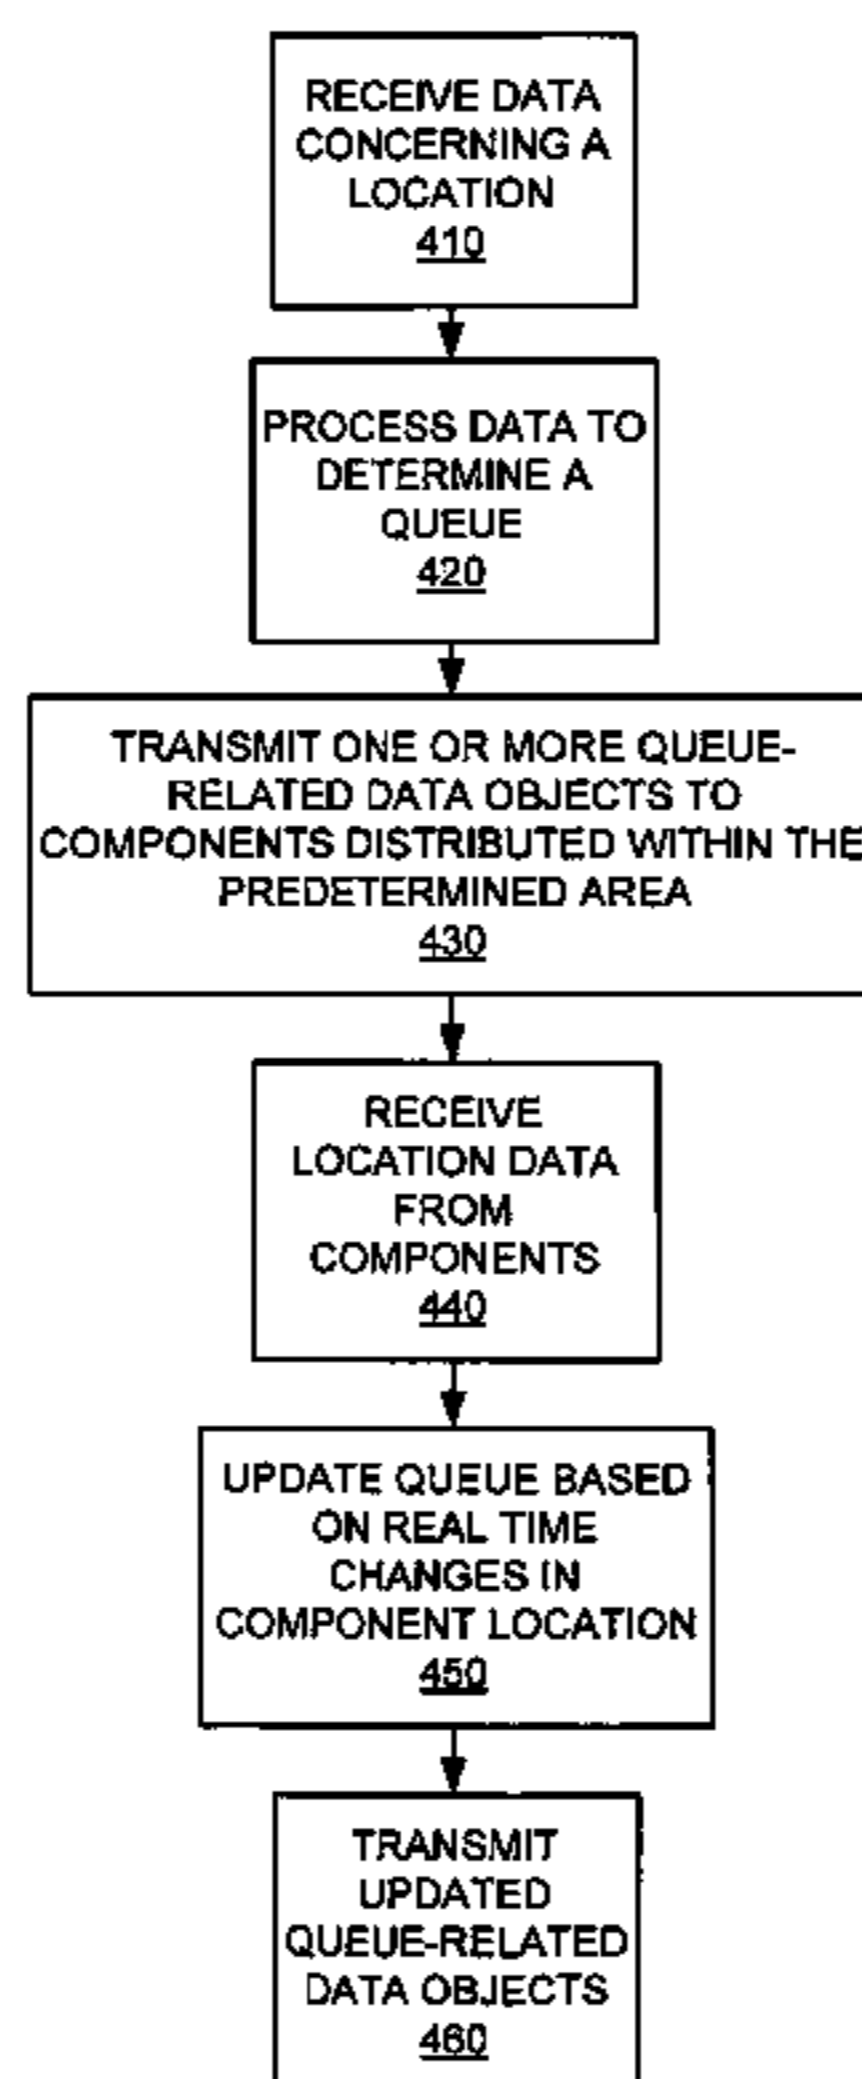 RECEIVE DATA
CONCERNING A
LOCATION
410
PROCESS DATA TO
DETERMINE A
QUEUE
420
TRANSMIT ONE OR MORE QUEUE-
RELATED DATA OBJECTS TO
COMPONENTS DISTRIBUTED WITHIN THE
PREDETERMINED AREA
430
RECEIVE
LOCATION DATA
FROM
COMPONENTS
440
UPDATE QUEUE BASED
ON REAL TIME
CHANGES IN
COMPONENT LOCATION
450
TRANSMIT
UPDATED
QUEUE-RELATED
DATA OBJECTS
460